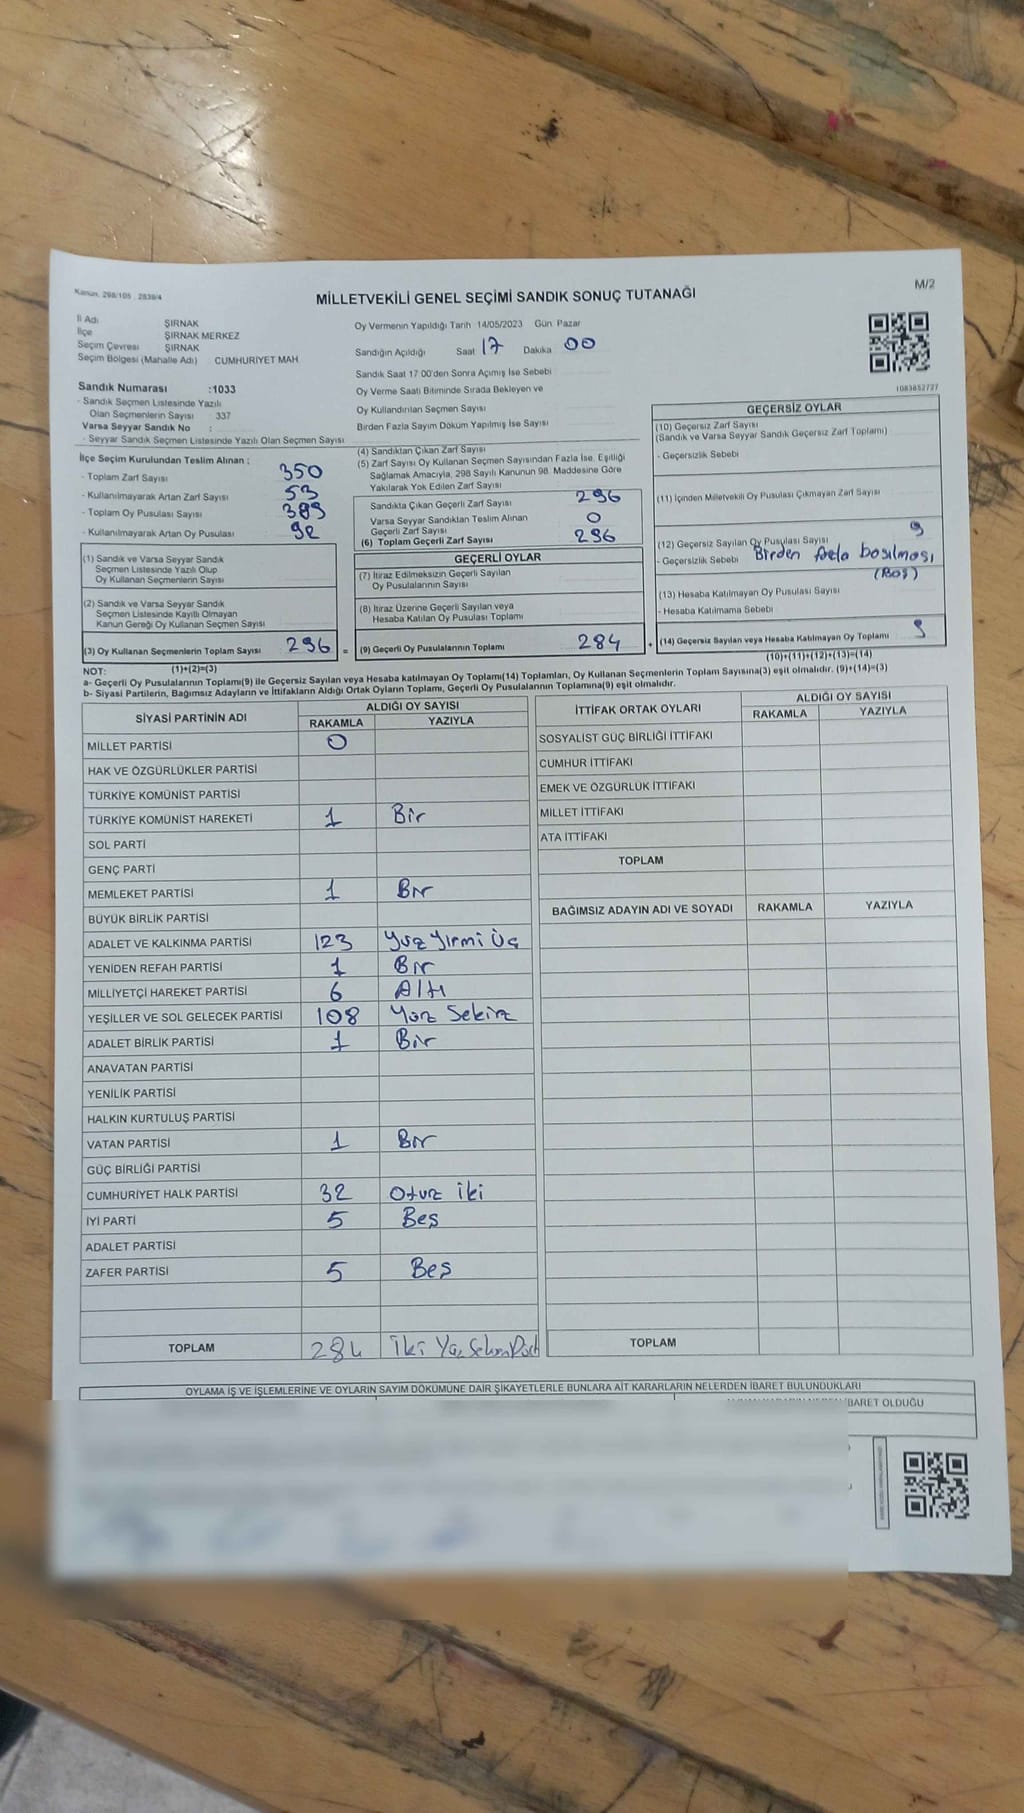 Kanun: 298/105 , 2839/4
M/2
MİLLETVEKİLİ GENEL SEÇİMİ SANDIK SONUÇ TUTANAĞI
İl Adı ŞIRNAK
İlçe ŞIRNAK MERKEZ
Seçim Çevresi ŞIRNAK
Seçim Bölgesi (Mahalle Adı) CUMHURİYET MAH
Sandık Numarası :1033
- Sandık Seçmen Listesinde Yazılı
Olan Seçmenlerin Sayısı 337
Varsa Seyyar Sandık No :
- Seyyar Sandık Seçmen Listesinde Yazılı Olan Seçmen Sayısı
Oy Vermenin Yapıldığı Tarih 14/05/2023 Gün Pazar
Sandığın Açıldığı Saat 17 Dakika 00
Sandık Saat 17:00'den Sonra Açımış İse Sebebi
Oy Verme Saati Bitiminde Sırada Bekleyen ve
Oy Kullandırılan Seçmen Sayısı
Birden Fazla Sayım Döküm Yapılmış İse Sayısı
1083852727
İlçe Seçim Kurulundan Teslim Alınan :
- Toplam Zarf Sayısı 350
- Kullanılmayarak Artan Zarf Sayısı 53
- Toplam Oy Pusulası Sayısı 389
- Kullanılmayarak Artan Oy Pusulası 92
(1) Sandık ve Varsa Seyyar Sandık
Seçmen Listesinde Yazılı Olup
Oy Kullanan Seçmenlerin Sayısı
(2) Sandık ve Varsa Seyyar Sandık
Seçmen Listesinde Kayıtlı Olmayan
Kanun Gereği Oy Kullanan Seçmen Sayısı
(3) Oy Kullanan Seçmenlerin Toplam Sayısı 296 =
(4) Sandıktan Çıkan Zarf Sayısı
(5) Zarf Sayısı Oy Kullanan Seçmen Sayısından Fazla İse, Eşitliği
Sağlamak Amacıyla, 298 Sayılı Kanunun 98. Maddesine Göre
Yakılarak Yok Edilen Zarf Sayısı
Sandıkta Çıkan Geçerli Zarf Sayısı 296
Varsa Seyyar Sandıktan Teslim Alınan
Geçerli Zarf Sayısı 0
(6) Toplam Geçerli Zarf Sayısı 296
GEÇERLİ OYLAR
(7) İtiraz Edilmeksizin Geçerli Sayılan
Oy Pusulalarının Sayısı
(8) İtiraz Üzerine Geçerli Sayılan veya
Hesaba Katılan Oy Pusulası Toplamı
(9) Geçerli Oy Pusulalarının Toplamı 284 +
GEÇERSİZ OYLAR
(10) Geçersiz Zarf Sayısı
(Sandık ve Varsa Seyyar Sandık Geçersiz Zarf Toplamı)
- Geçersizlik Sebebi
(11) İçinden Milletvekili Oy Pusulası Çıkmayan Zarf Sayısı
(12) Geçersiz Sayılan Oy Pusulası Sayısı 9
- Geçersizlik Sebebi Birden fazla basılması
(Boş)
(13) Hesaba Katılmayan Oy Pusulası Sayısı
- Hesaba Katılmama Sebebi
(14) Geçersiz Sayılan veya Hesaba Katılmayan Oy Toplamı 9
NOT: (1)+(2)=(3) (10)+(11)+(12)+(13)=(14)
a- Geçerli Oy Pusulalarının Toplamı(9) ile Geçersiz Sayılan veya Hesaba katılmayan Oy Toplamı(14) Toplamları, Oy Kullanan Seçmenlerin Toplam Sayısına(3) eşit olmalıdır. (9)+(14)=(3)
b- Siyasi Partilerin, Bağımsız Adayların ve İttifakların Aldığı Ortak Oyların Toplamı, Geçerli Oy Pusulalarının Toplamına(9) eşit olmalıdır.
SİYASİ PARTİNİN ADI ALDIĞI OY SAYISI
RAKAMLA YAZIYLA
MİLLET PARTİSİ 0
HAK VE ÖZGÜRLÜKLER PARTİSİ
TÜRKİYE KOMÜNİST PARTİSİ
TÜRKİYE KOMÜNİST HAREKETİ 1 Bir
SOL PARTİ
GENÇ PARTİ
MEMLEKET PARTİSİ 1 Bir
BÜYÜK BİRLİK PARTİSİ
ADALET VE KALKINMA PARTİSİ 123 Yüz Yirmi Üç
YENİDEN REFAH PARTİSİ 1 Bir
MİLLİYETÇİ HAREKET PARTİSİ 6 Altı
YEŞİLLER VE SOL GELECEK PARTİSİ 108 Yüz Sekiz
ADALET BİRLİK PARTİSİ 1 Bir
ANAVATAN PARTİSİ
YENİLİK PARTİSİ
HALKIN KURTULUŞ PARTİSİ
VATAN PARTİSİ 1 Bir
GÜÇ BİRLİĞİ PARTİSİ
CUMHURİYET HALK PARTİSİ 32 Otuz iki
İYİ PARTİ 5 Beş
ADALET PARTİSİ
ZAFER PARTİSİ 5 Beş
TOPLAM 284 İki Yüz Seksen Dört
İTTİFAK ORTAK OYLARI ALDIĞI OY SAYISI
RAKAMLA YAZIYLA
SOSYALİST GÜÇ BİRLİĞİ İTTİFAKI
CUMHUR İTTİFAKI
EMEK VE ÖZGÜRLÜK İTTİFAKI
MİLLET İTTİFAKI
ATA İTTİFAKI
TOPLAM
BAĞIMSIZ ADAYIN ADI VE SOYADI RAKAMLA YAZIYLA
TOPLAM
OYLAMA İŞ VE İŞLEMLERİNE VE OYLARIN SAYIM DÖKÜMÜNE DAİR ŞİKAYETLERLE BUNLARA AİT KARARLARIN NELERDEN İBARET BULUNDUKLARI
İBARET OLDUĞU